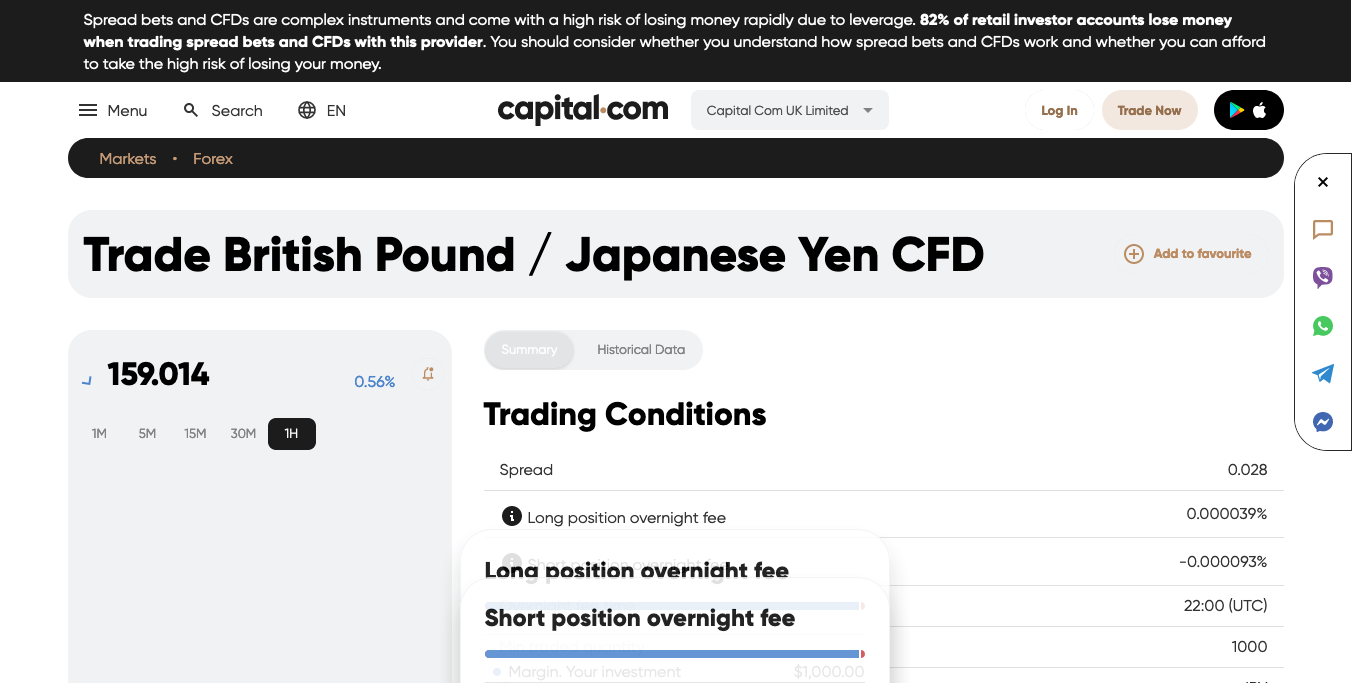 Spread bets and CFDs are complex instruments and come with a high risk of losing money rapidly due to leverage. 82% of retail investor accounts lose money
when trading spread bets and CFDs with this provider. You should consider whether you understand how spread bets and CFDs work and whether you can afford
to take the high risk of losing your money.
Menu Search EN capital.com Capital Com UK Limited Log In Trade Now
Markets • Forex
Trade British Pound / Japanese Yen CFD
Add to favourite
159.014 0.56%
1M 5M 15M 30M 1H
Summary Historical Data
Trading Conditions
Spread 0.028
Long position overnight fee 0.000039%
Short position overnight fee -0.000093%
Long position overnight fee
22:00 (UTC)
Short position overnight fee
1000
Margin. Your investment $1,000.00